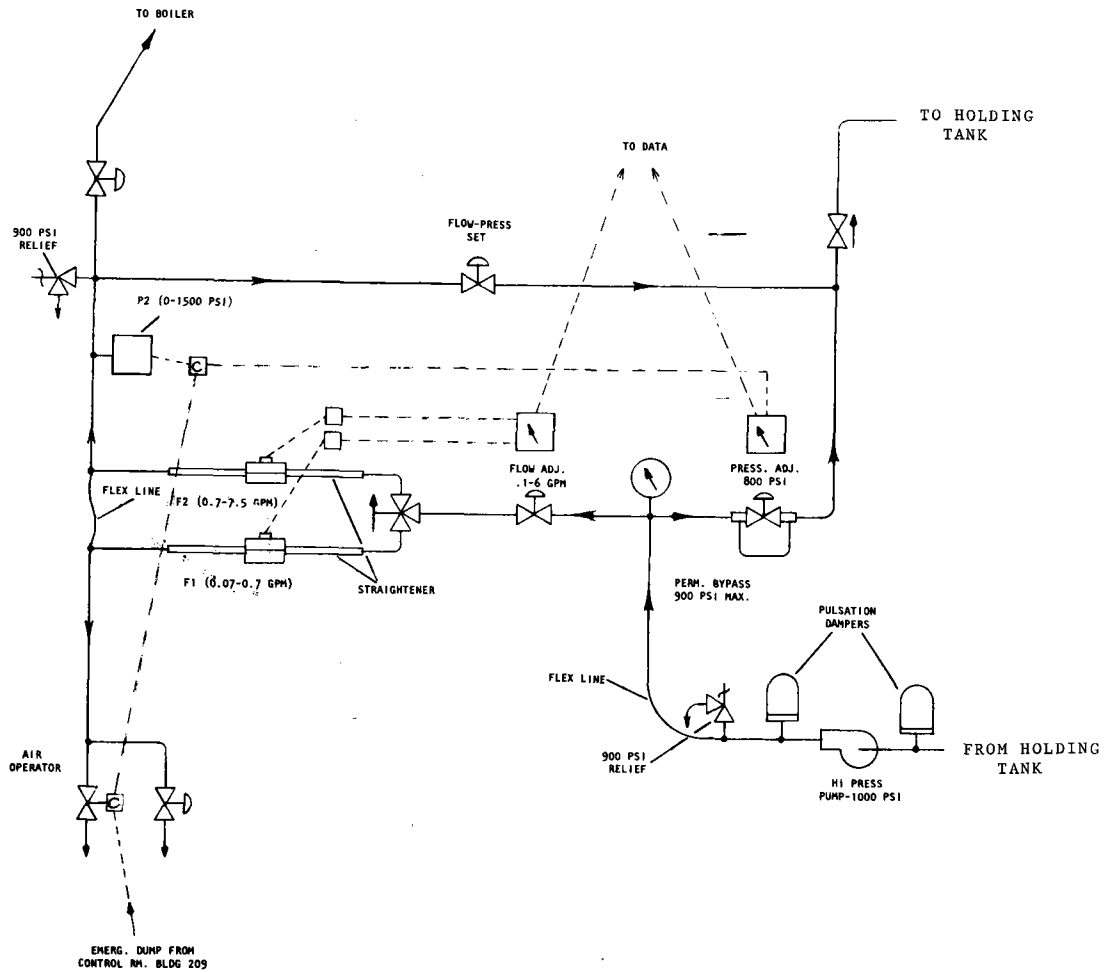 TO BOILER
TO HOLDING
TANK
TO DATA
FLOW-PRESS
SET
900 PSI
RELIEF
P2 (0-1500 PSI)
C
FLOW ADJ.
.1-6 GPM
PRESS. ADJ.
800 PSI
FLEX LINE
F2 (0.7-7.5 GPM)
F1 (0.07-0.7 GPM)
STRAIGHTENER
PERM. BYPASS
900 PSI MAX.
PULSATION
DAMPERS
FLEX LINE
900 PSI
RELIEF
FROM HOLDING
TANK
HI PRESS
PUMP-1000 PSI
AIR
OPERATOR
C
EMERG. DUMP FROM
CONTROL RM. BLDG 209